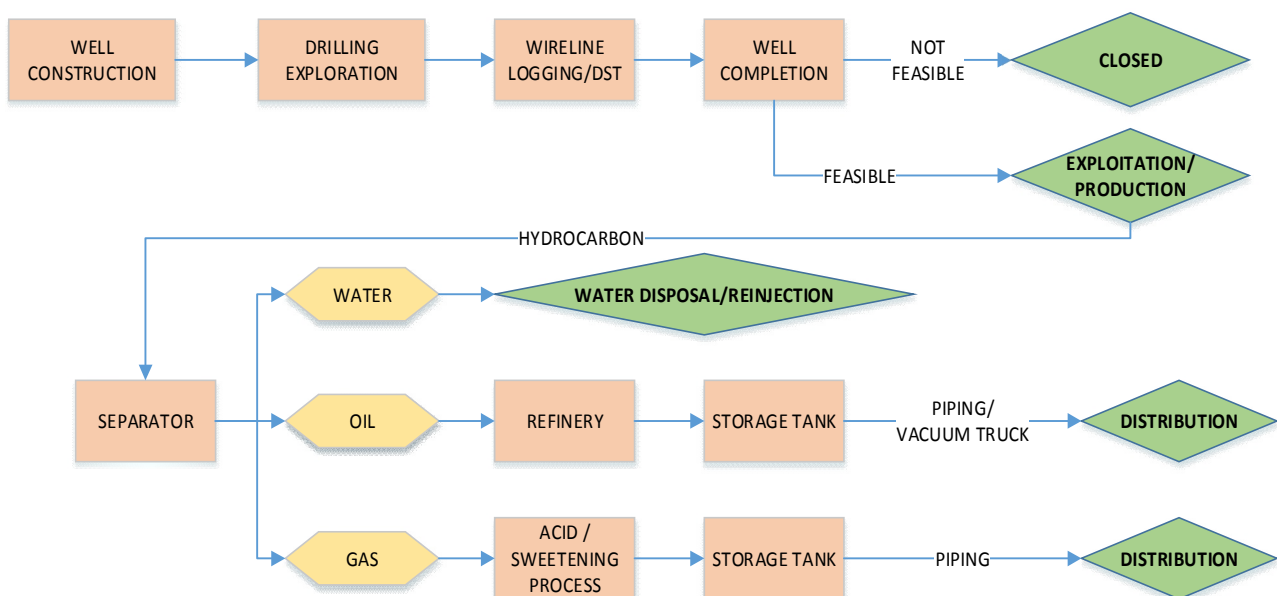 WELL
CONSTRUCTION
DRILLING
EXPLORATION
WIRELINE
LOGGING/DST
WELL
COMPLETION
NOT
FEASIBLE
CLOSED
FEASIBLE
EXPLOITATION/
PRODUCTION
HYDROCARBON
WATER
WATER DISPOSAL/REINJECTION
SEPARATOR
OIL
REFINERY
STORAGE TANK
PIPING/
VACUUM TRUCK
DISTRIBUTION
GAS
ACID /
SWEETENING
PROCESS
STORAGE TANK
PIPING
DISTRIBUTION